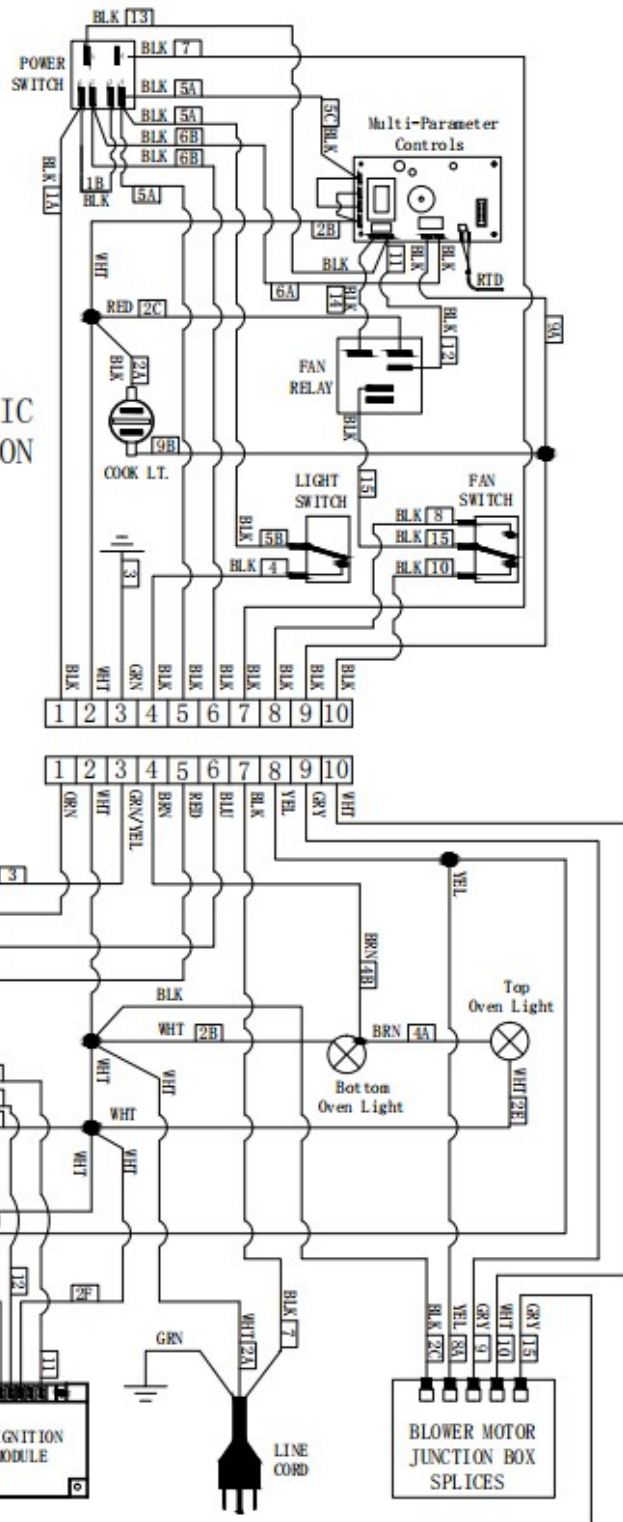 BLK 13
POWER
SWITCH
BLK 7
BLK 5A
BLK 5A
BLK 6B
BLK 6B
5C BLK
Multi-Parameter
Controls
BLK 1A
1B
BLK
5A
2B
WHT
BLK
11
BLK
BLK
RTD
6A
14 BLK
BLK 12
9A
RED 2C
BLK 2A
FAN
RELAY
IC
ON
BLK
9B
COOK LT.
15
LIGHT
SWITCH
FAN
SWITCH
BLK 8
BLK 15
BLK 10
BLK 5B
BLK 4
3
BLK WHT GRN BLK BLK BLK BLK BLK BLK BLK
1 2 3 4 5 6 7 8 9 10
1 2 3 4 5 6 7 8 9 10
WHT GRN/YEL BRN RED BLU BLK YEL GRY WHT
3
YEL
BRN 4B
BLK
Top
Oven Light
WHT 2B
BRN 4A
Bottom
Oven Light
WHT
WHT
WHT 2E
WHT
WHT
WHT
12
2F
11
GRN
WHT 2A
BLK 7
BLK 2C
YEL 8A
GRY 9
WHT 10
GRY 15
GNITION
MODULE
LINE
CORD
BLOWER MOTOR
JUNCTION BOX
SPLICES